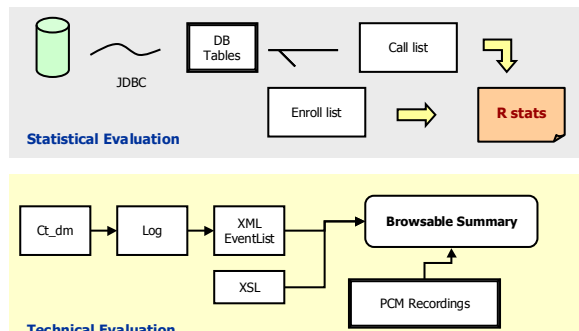 DB
Tables
Call list
JDBC
Enroll list
R stats
Statistical Evaluation
Ct_dm
Log
XML
EventList
Browsable Summary
XSL
PCM Recordings
Technical Evaluation